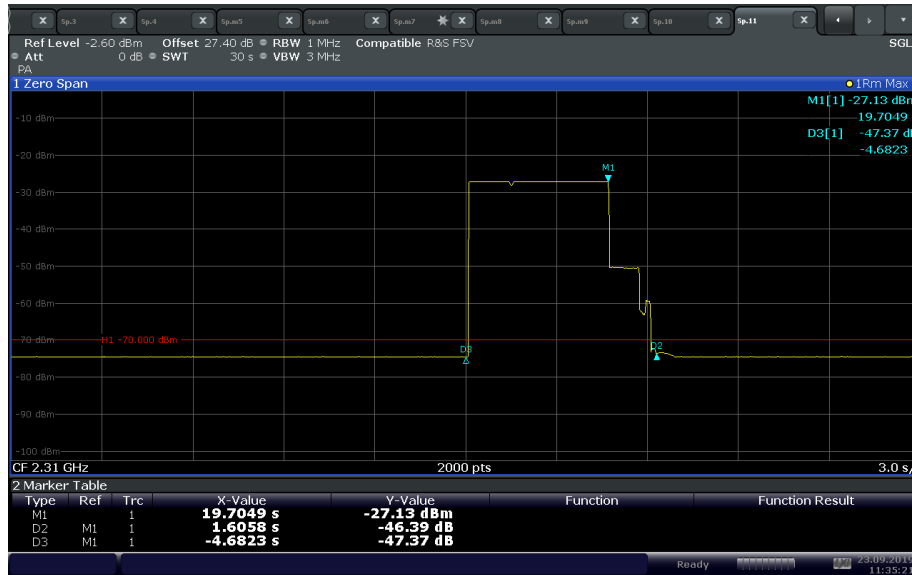 Sp.3 X Sp.4 X Sp.m5 X Sp.m6 X Sp.m7 X Sp.m8 X Sp.m9 X Sp.10 X Sp.11 X
Ref Level -2.60 dBm Offset 27.40 dB RBW 1 MHz Compatible R&S FSV SGL
Att 0 dB SWT 30 s VBW 3 MHz
PA
1 Zero Span 1Rm Max
M1[1] -27.13 dBm
19.7049
D3[1] -47.37 dB
-4.6823
-10 dBm
-20 dBm
M1
-30 dBm
-40 dBm
-50 dBm
-60 dBm
-70 dBm H1 -70.000 dBm
D3 D2
-80 dBm
-90 dBm
-100 dBm
CF 2.31 GHz 2000 pts 3.0 s/
2 Marker Table
Type Ref Trc X-Value Y-Value Function Function Result
M1 1 19.7049 s -27.13 dBm
D2 M1 1 1.6058 s -46.39 dB
D3 M1 1 -4.6823 s -47.37 dB
Ready 23.09.2019
11:35:21